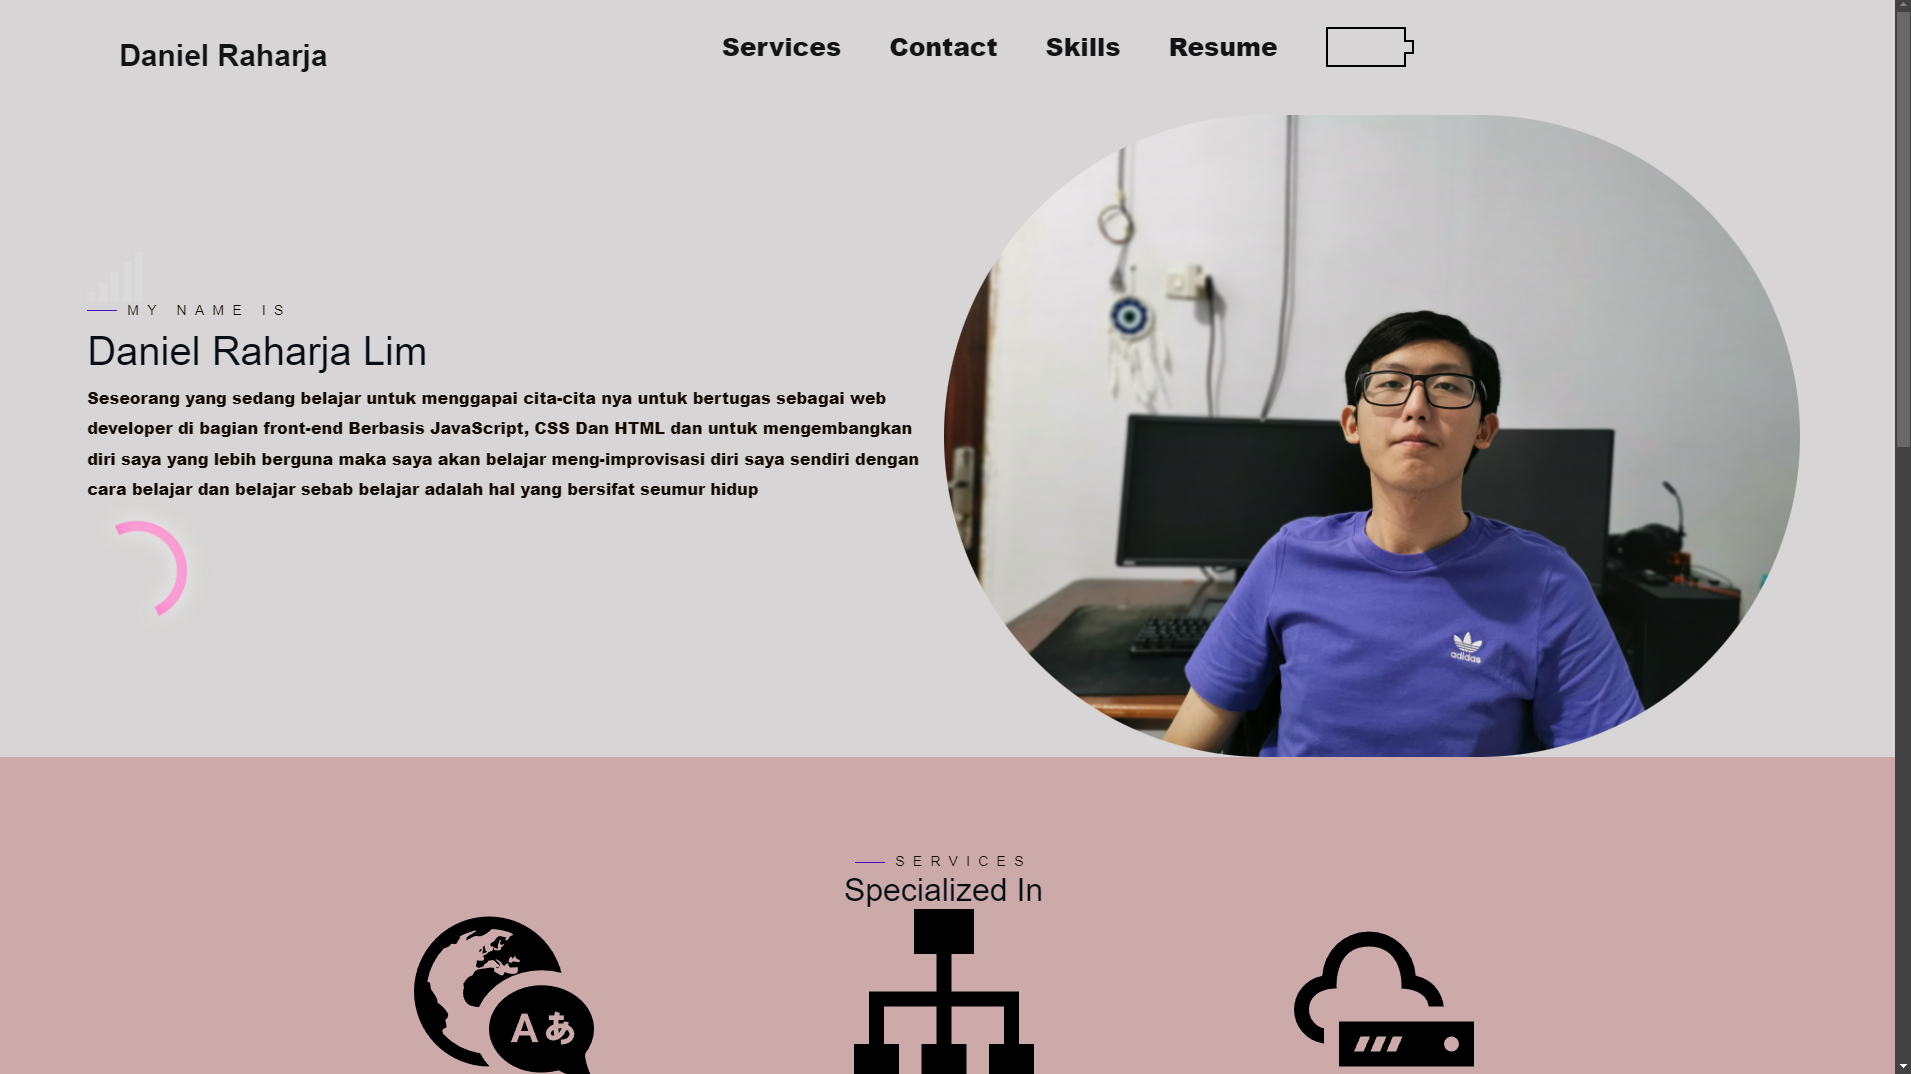 Daniel Raharja
Services Contact Skills Resume
MY NAME IS
Daniel Raharja Lim
Seseorang yang sedang belajar untuk menggapai cita-cita nya untuk bertugas sebagai web
developer di bagian front-end Berbasis JavaScript, CSS Dan HTML dan untuk mengembangkan
diri saya yang lebih berguna maka saya akan belajar meng-improvisasi diri saya sendiri dengan
cara belajar dan belajar sebab belajar adalah hal yang bersifat seumur hidup
adidas
SERVICES
Specialized In
A あ